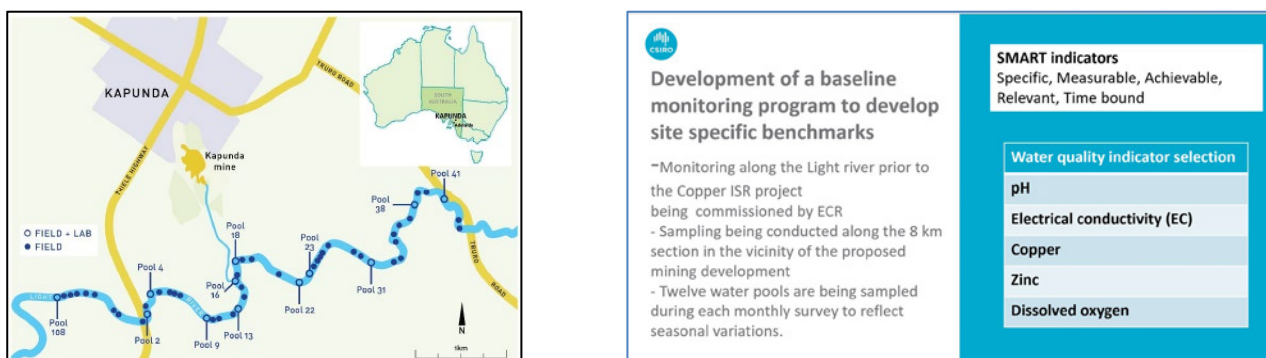 KAPUNDA
Kapunda
mine
THIELE HIGHWAY
TRURO ROAD
SOUTH
AUSTRALIA
KAPUNDA
FIELD + LAB
FIELD
Pool 41
Pool
38
Pool
18
Pool
23
Pool 4
Pool
16
Pool
31
Pool
22
Pool
108
Pool 2
Pool 9
Pool 13
LIGHT
RIVER
TRURO
ROAD
N
1km
CSIRO
Development of a baseline
monitoring program to develop
site specific benchmarks
-Monitoring along the Light river prior to
the Copper ISR project
being commissioned by ECR
- Sampling being conducted along the 8 km
section in the vicinity of the proposed
mining development
- Twelve water pools are being sampled
during each monthly survey to reflect
seasonal variations.
SMART indicators
Specific, Measurable, Achievable,
Relevant, Time bound
Water quality indicator selection
pH
Electrical conductivity (EC)
Copper
Zinc
Dissolved oxygen